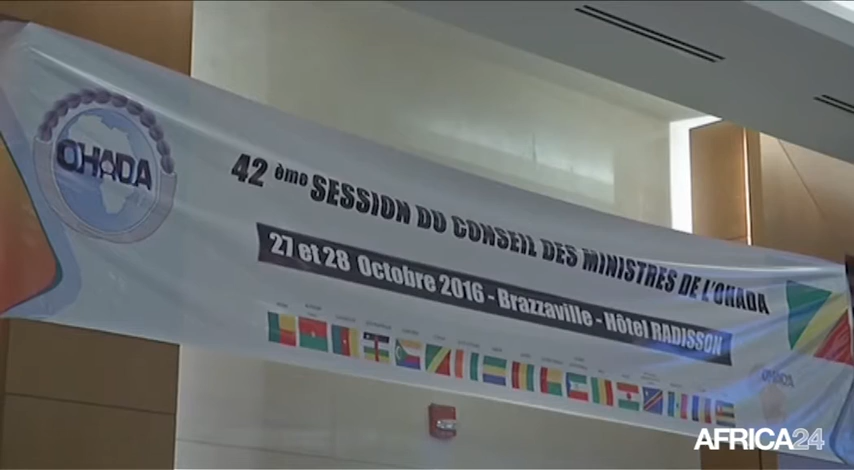 OHADA
42 ème SESSION DU CONSEIL DES MINISTRES DE L'OHADA
27 et 28 Octobre 2016 - Brazzaville - Hôtel RADISSON
OHADA
AFRICA24